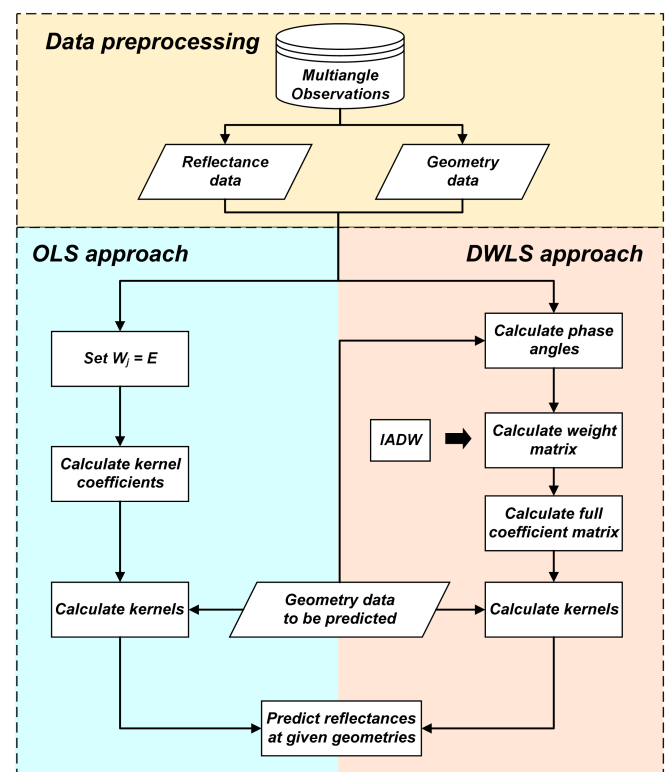 Data preprocessing
Multiangle
Observations
Reflectance
data
Geometry
data
OLS approach
DWLS approach
Set Wj = E
Calculate phase
angles
IADW
Calculate weight
matrix
Calculate kernel
coefficients
Calculate full
coefficient matrix
Calculate kernels
Geometry data
to be predicted
Calculate kernels
Predict reflectances
at given geometries